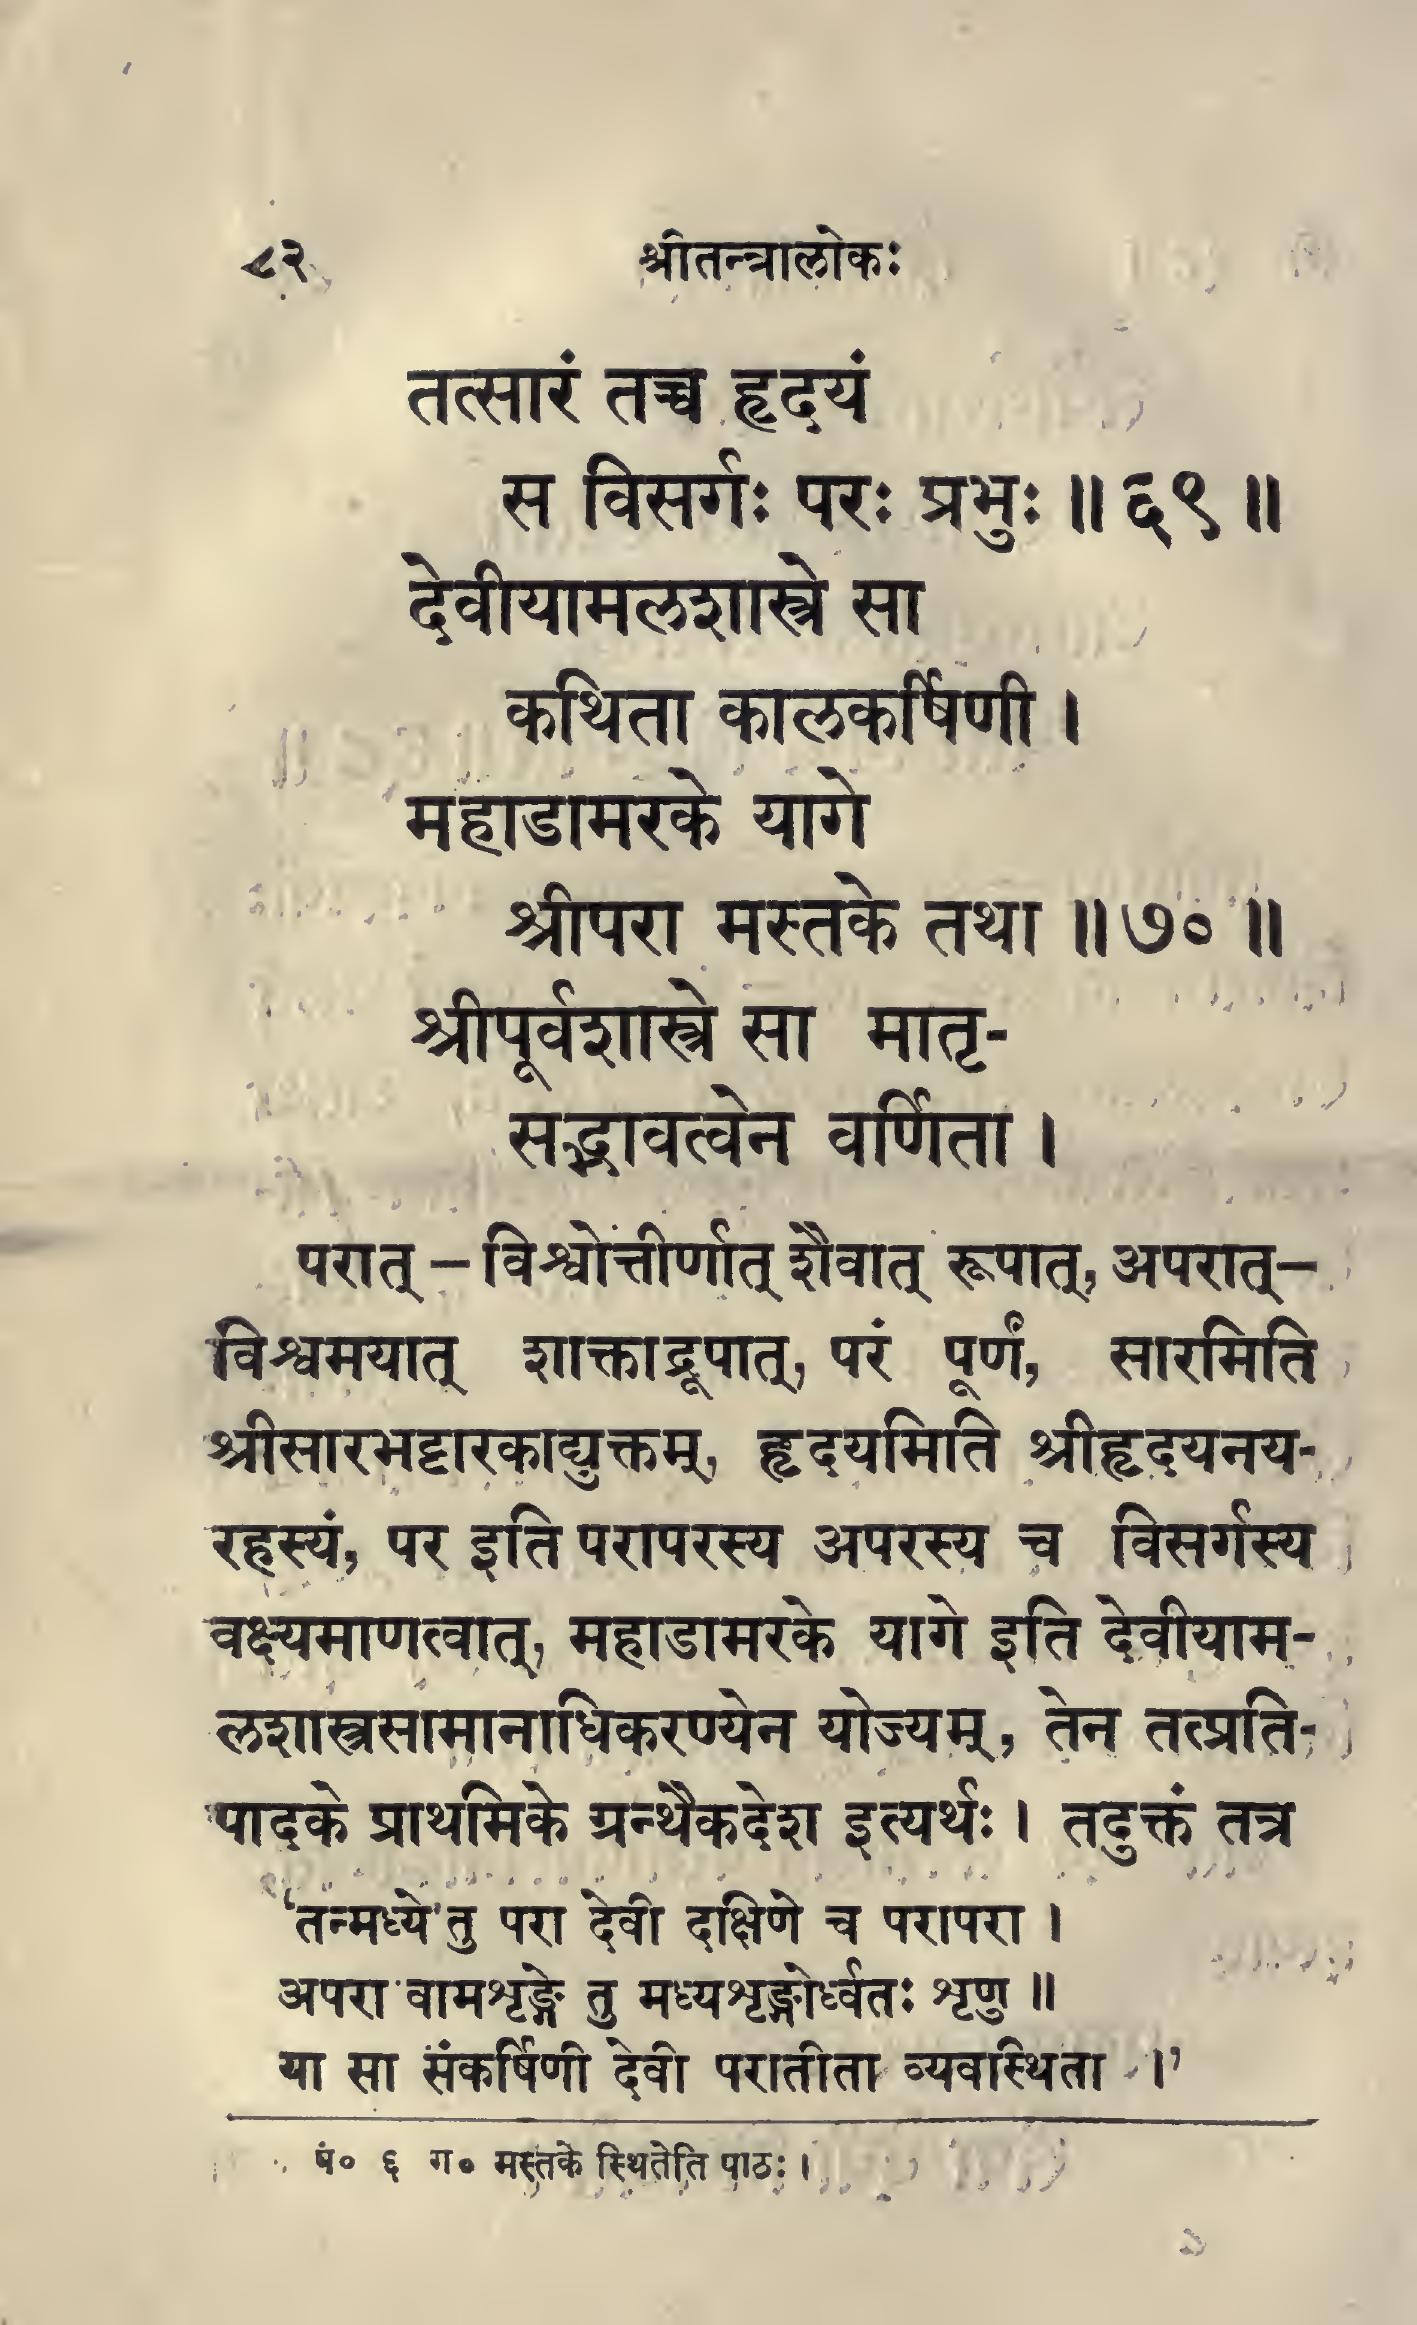 ८२ श्रीतन्त्रालोकः
तत्सारं तच्च हृदयं
स विसर्गः परः प्रभुः ॥ ६९ ॥
देवीयामलशास्त्रे सा
कथिता कालकर्षिणी ।
महाडामरके यागे
श्रीपरा मस्तके तथा ॥ ७० ॥
श्रीपूर्वशास्त्रे सा मातृ-
सद्भावत्वेन वर्णिता ।
परात् – विश्वोत्तीर्णात् शैवात् रूपात्, अपरात् –
विश्वमयात् शाक्ताद्रूपात्, परं पूर्णं, सारमिति
श्रीसारभट्टारकाद्युक्तम्, हृदयमिति श्रीहृदयनय-
रहस्यं, पर इति परापरस्य अपरस्य च विसर्गस्य
वक्ष्यमाणत्वात्, महाडामरके यागे इति देवीयाम-
लशास्त्रसामानाधिकरण्येन योज्यम्, तेन तत्प्रति-
पादके प्राथमिके ग्रन्थैकदेश इत्यर्थः । तदुक्तं तत्र
‘तन्मध्ये तु परा देवी दक्षिणे च परापरा ।
अपरा वामशृङ्गे तु मध्यशृङ्गोर्ध्वतः शृणु ॥
या सा संकर्षिणी देवी परातीता व्यवस्थिता ।’
पं० ६ ग० मस्तके स्थितेति पाठः ।